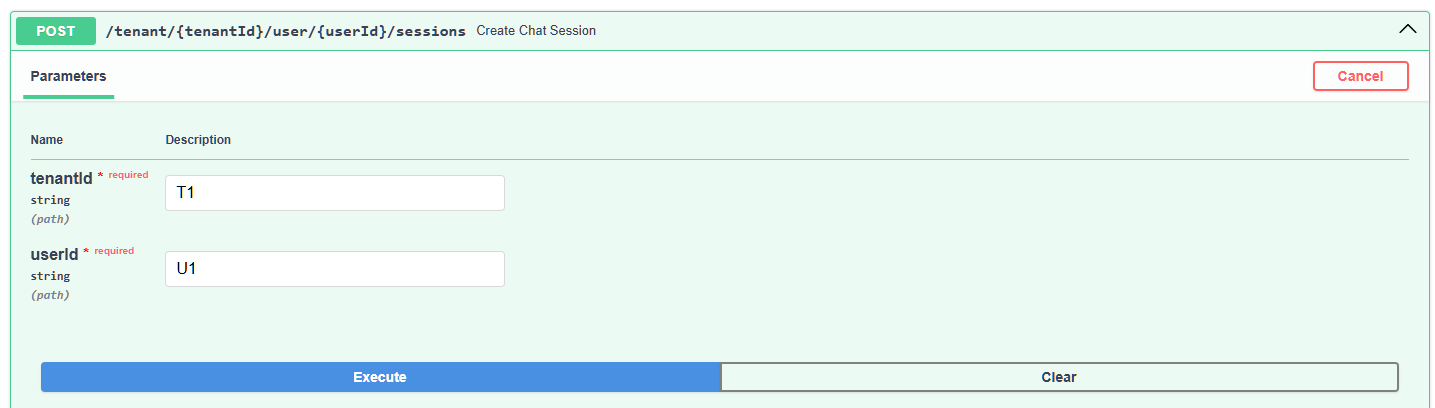 POST /tenant/{tenantId}/user/{userId}/sessions Create Chat Session
Parameters Cancel
Name Description
tenantId * required T1
string
(path)
userId * required U1
string
(path)
Execute Clear